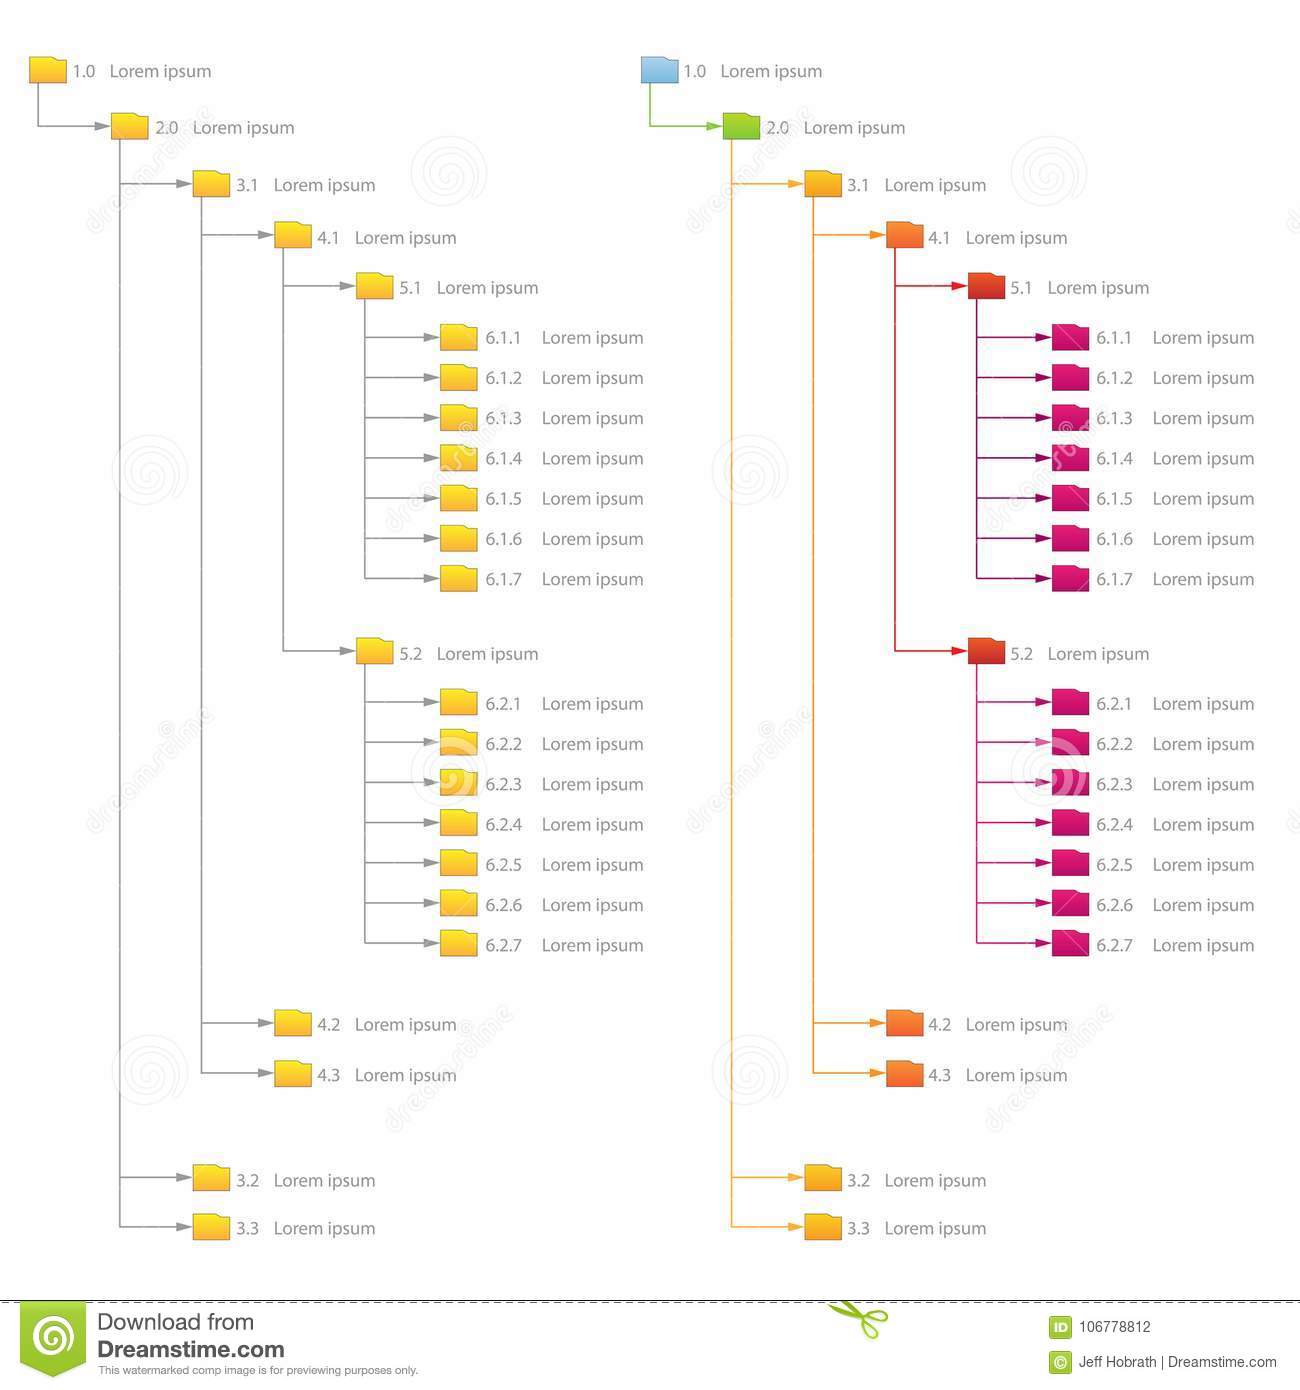 1.0 Lorem ipsum
2.0 Lorem ipsum
3.1 Lorem ipsum
4.1 Lorem ipsum
5.1 Lorem ipsum
6.1.1 Lorem ipsum
6.1.2 Lorem ipsum
6.1.3 Lorem ipsum
6.1.4 Lorem ipsum
6.1.5 Lorem ipsum
6.1.6 Lorem ipsum
6.1.7 Lorem ipsum
5.2 Lorem ipsum
6.2.1 Lorem ipsum
6.2.2 Lorem ipsum
6.2.3 Lorem ipsum
6.2.4 Lorem ipsum
6.2.5 Lorem ipsum
6.2.6 Lorem ipsum
6.2.7 Lorem ipsum
4.2 Lorem ipsum
4.3 Lorem ipsum
3.2 Lorem ipsum
3.3 Lorem ipsum
1.0 Lorem ipsum
2.0 Lorem ipsum
3.1 Lorem ipsum
4.1 Lorem ipsum
5.1 Lorem ipsum
6.1.1 Lorem ipsum
6.1.2 Lorem ipsum
6.1.3 Lorem ipsum
6.1.4 Lorem ipsum
6.1.5 Lorem ipsum
6.1.6 Lorem ipsum
6.1.7 Lorem ipsum
5.2 Lorem ipsum
6.2.1 Lorem ipsum
6.2.2 Lorem ipsum
6.2.3 Lorem ipsum
6.2.4 Lorem ipsum
6.2.5 Lorem ipsum
6.2.6 Lorem ipsum
6.2.7 Lorem ipsum
4.2 Lorem ipsum
4.3 Lorem ipsum
3.2 Lorem ipsum
3.3 Lorem ipsum
dreamstime
dreamstime
dreamstime
dreamstime
dreamstime
dreamstime
dreamstime
dreamstime
Download from
Dreamstime.com
This watermarked comp image is for previewing purposes only.
ID 106778812
© Jeff Hobrath | Dreamstime.com